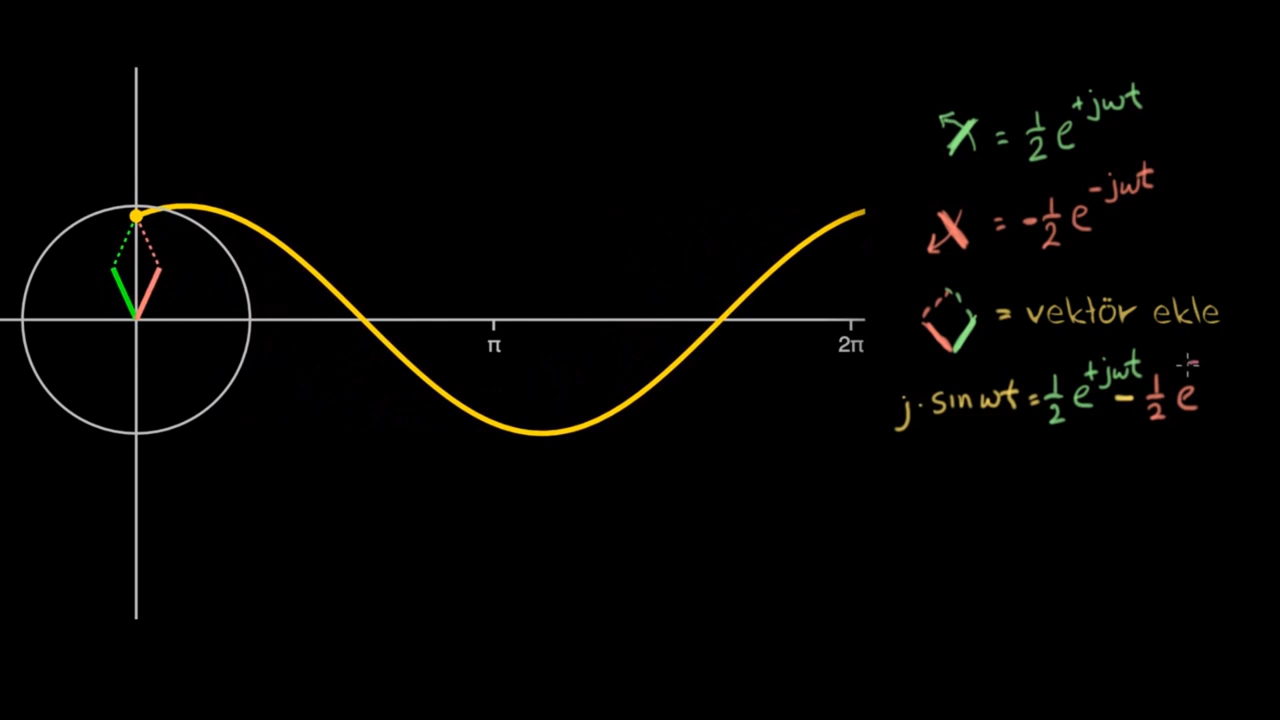 = 1/2 e^{+jwt}
= -1/2 e^{-jwt}
= vektör ekle
j · sin wt = 1/2 e^{+jwt} - 1/2 e^{-}
π
2π